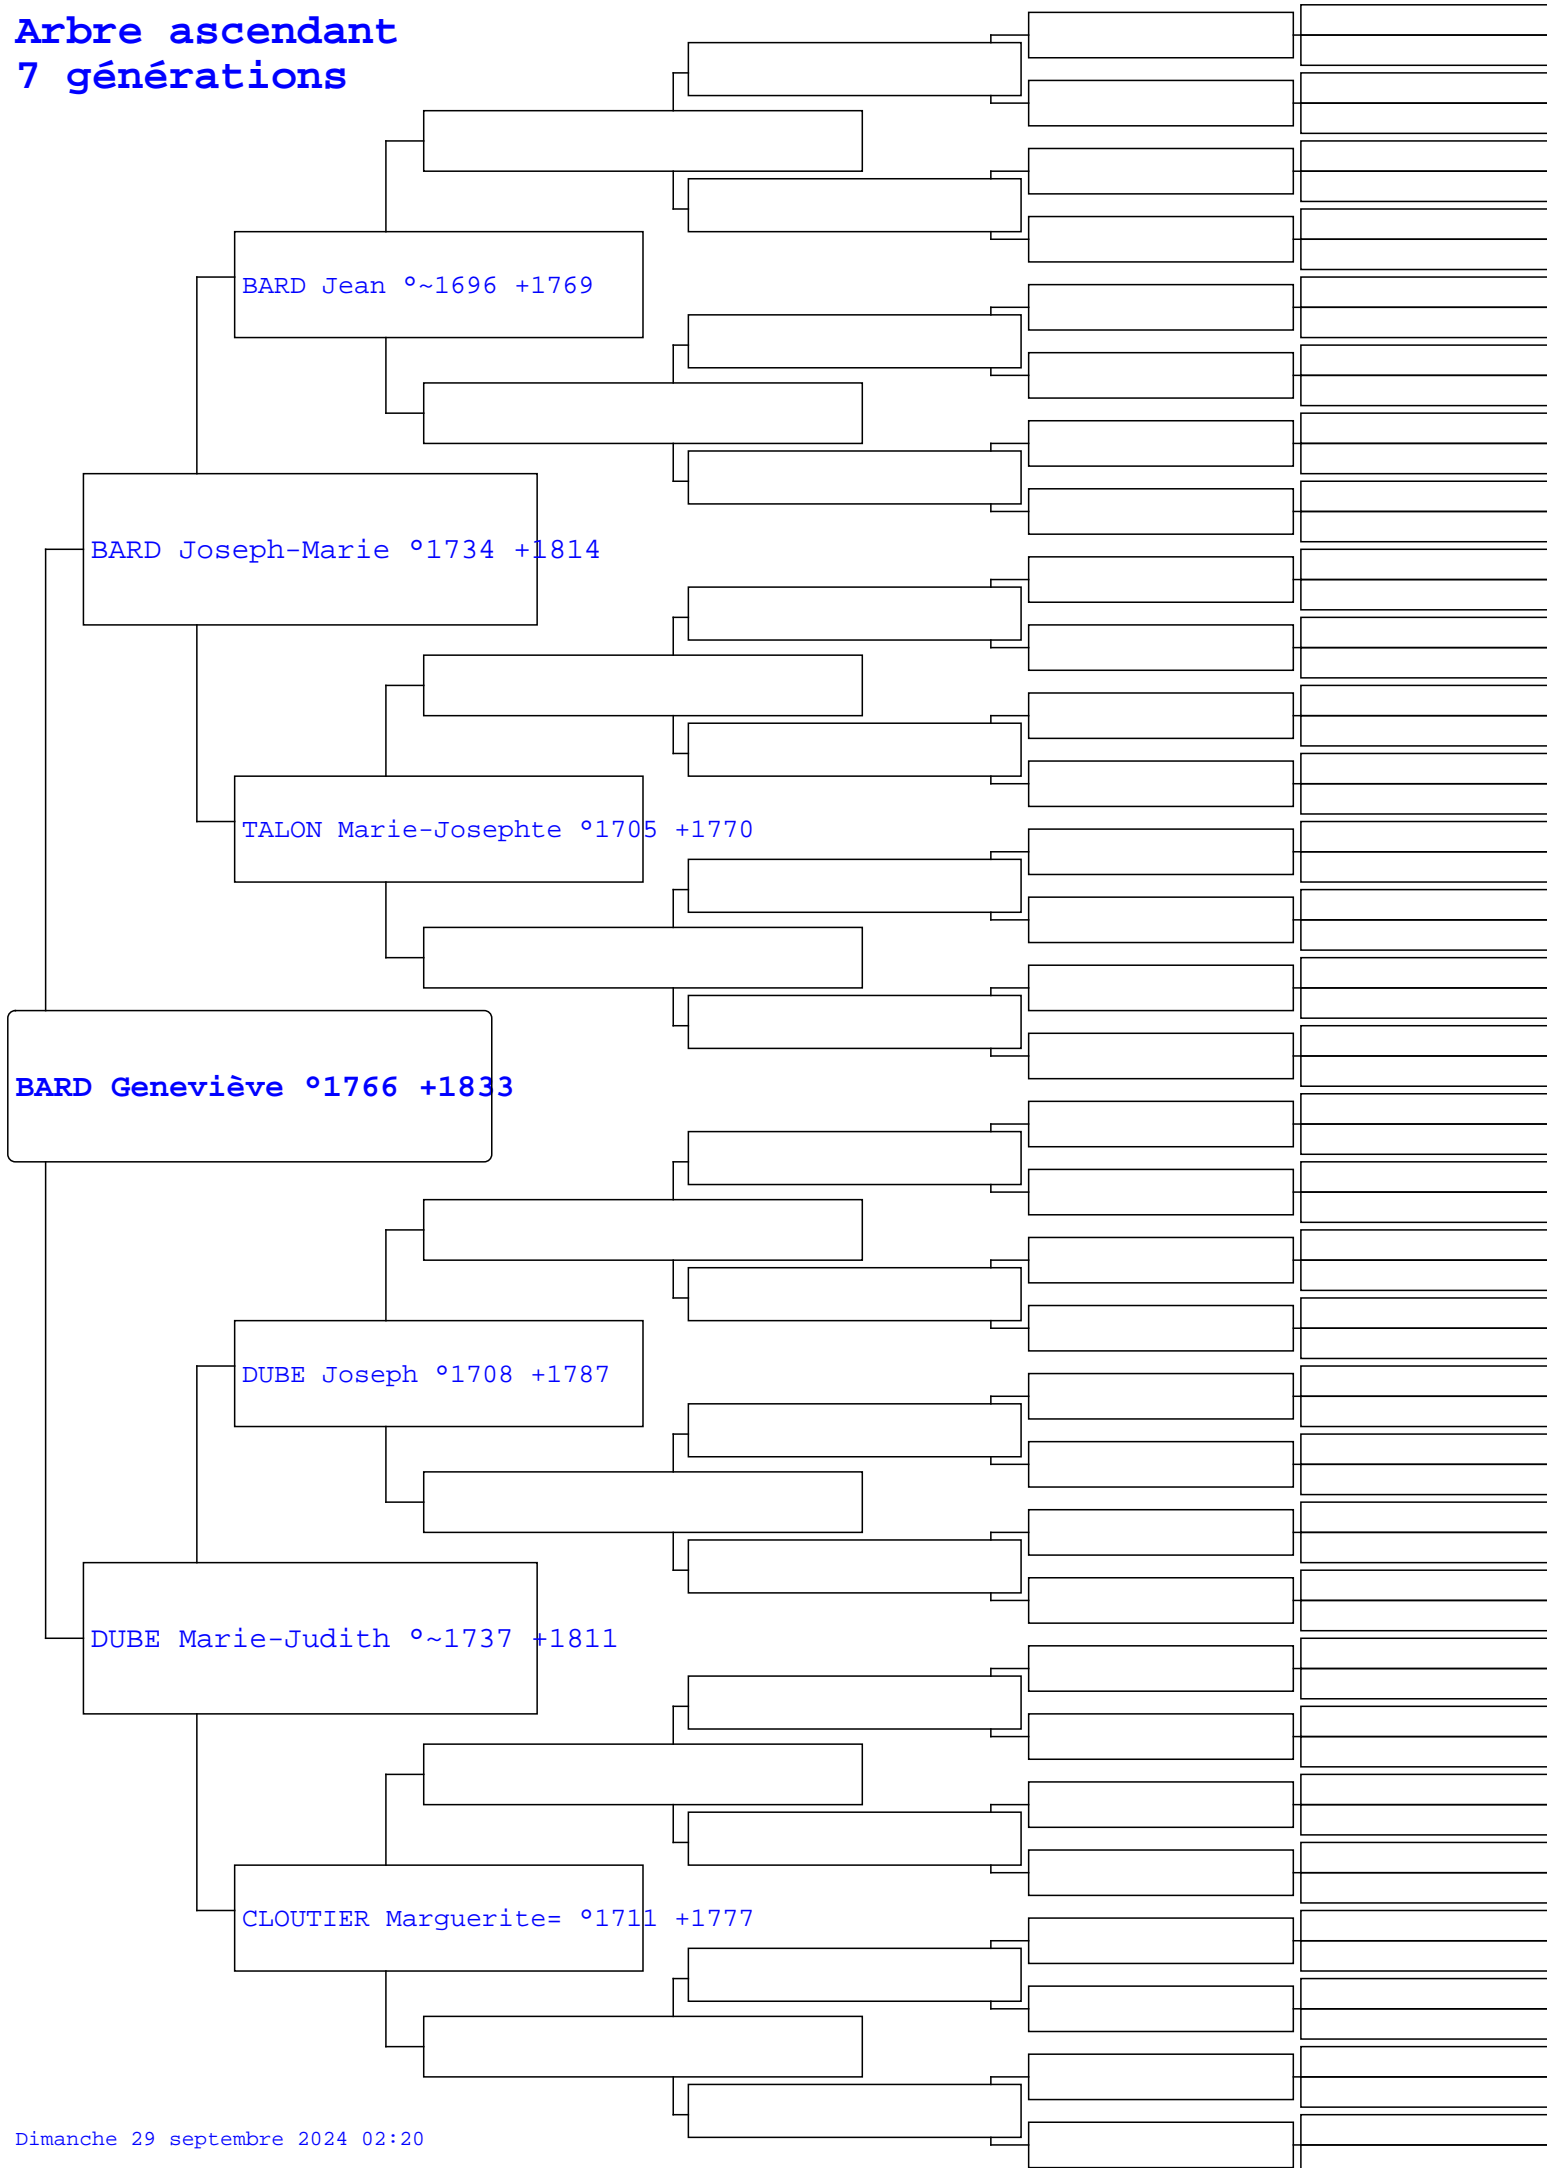 Arbre ascendant
7 générations
BARD Jean °~1696 +1769
BARD Joseph-Marie °1734 +1814
TALON Marie-Josephte °1705 +1770
BARD Geneviève °1766 +1833
DUBE Joseph °1708 +1787
DUBE Marie-Judith °~1737 +1811
CLOUTIER Marguerite= °1711 +1777
Dimanche 29 septembre 2024 02:20